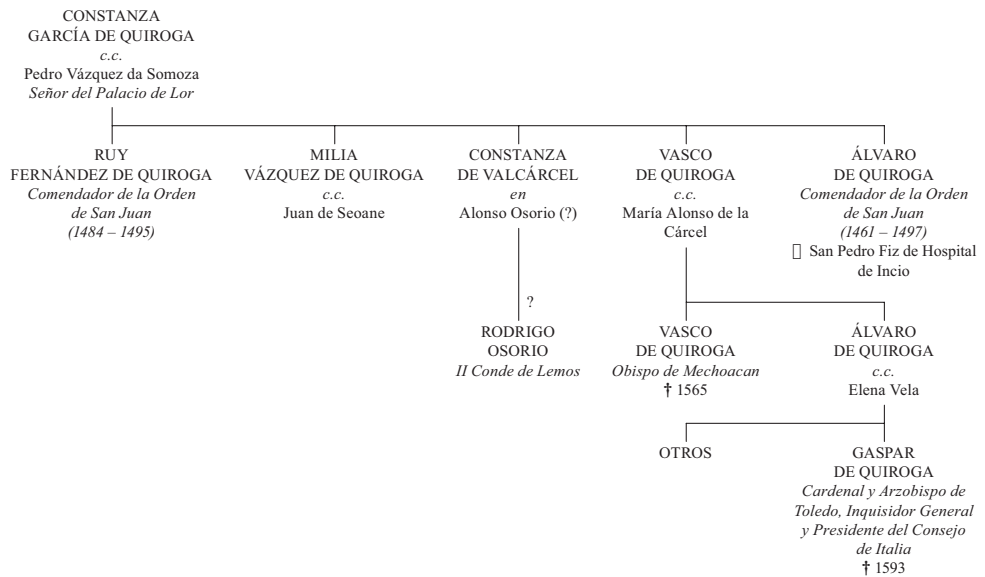 CONSTANZA
GARCÍA DE QUIROGA
c.c.
Pedro Vázquez da Somoza
Señor del Palacio de Lor
RUY
FERNÁNDEZ DE QUIROGA
Comendador de la Orden
de San Juan
(1484 – 1495)
MILIA
VÁZQUEZ DE QUIROGA
c.c.
Juan de Seoane
CONSTANZA
DE VALCÁRCEL
en
Alonso Osorio (?)
VASCO
DE QUIROGA
c.c.
María Alonso de la
Cárcel
ÁLVARO
DE QUIROGA
Comendador de la Orden
de San Juan
(1461 – 1497)
▯ San Pedro Fiz de Hospital
de Incio
?
RODRIGO
OSORIO
II Conde de Lemos
VASCO
DE QUIROGA
Obispo de Mechoacan
† 1565
ÁLVARO
DE QUIROGA
c.c.
Elena Vela
OTROS
GASPAR
DE QUIROGA
Cardenal y Arzobispo de
Toledo, Inquisidor General
y Presidente del Consejo
de Italia
† 1593